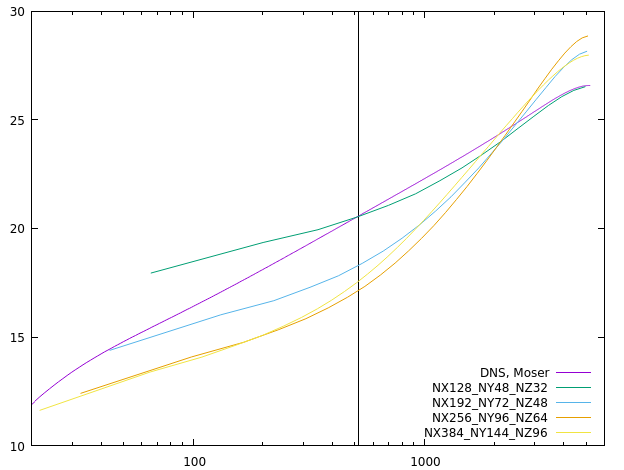 30
25
20
15
10
100
1000
DNS, Moser
NX128_NY48_NZ32
NX192_NY72_NZ48
NX256_NY96_NZ64
NX384_NY144_NZ96